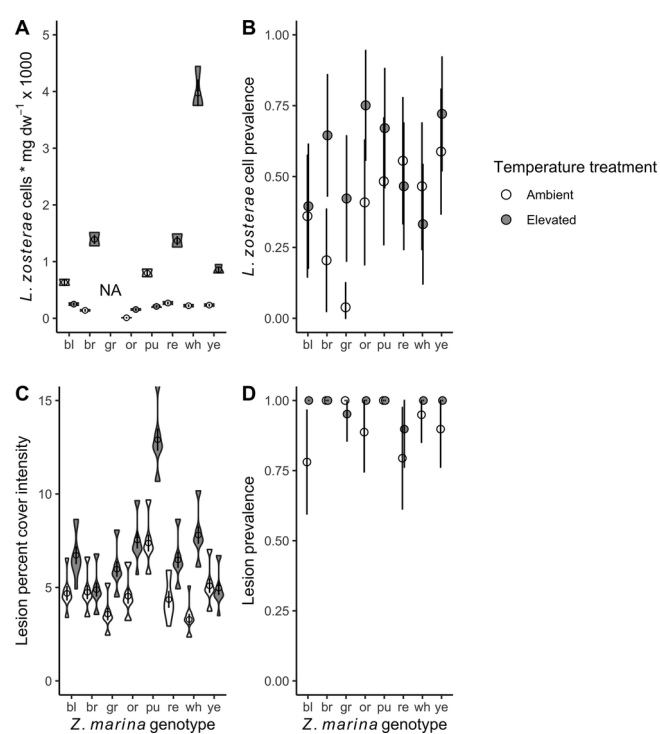 A
L. zosterae cells * mg dw⁻¹ x 1000
5
4
3
2
1
0
NA
bl br gr or pu re wh ye
B
L. zosterae cell prevalence
1.00
0.75
0.50
0.25
0.00
bl br gr or pu re wh ye
Temperature treatment
Ambient
Elevated
C
Lesion percent cover intensity
15
10
5
0
bl br gr or pu re wh ye
Z. marina genotype
D
Lesion prevalence
1.00
0.75
0.50
0.25
0.00
bl br gr or pu re wh ye
Z. marina genotype